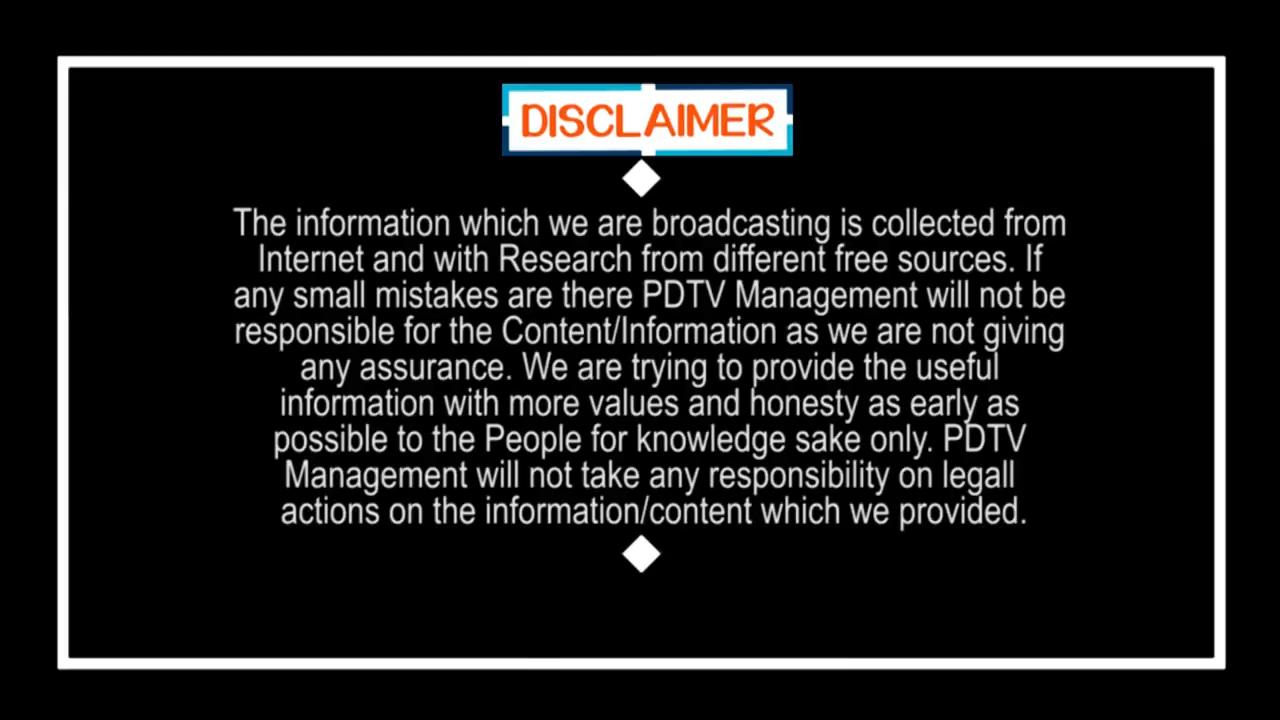 DISCLAIMER
The information which we are broadcasting is collected from
Internet and with Research from different free sources. If
any small mistakes are there PDTV Management will not be
responsible for the Content/Information as we are not giving
any assurance. We are trying to provide the useful
information with more values and honesty as early as
possible to the People for knowledge sake only. PDTV
Management will not take any responsibility on legall
actions on the information/content which we provided.